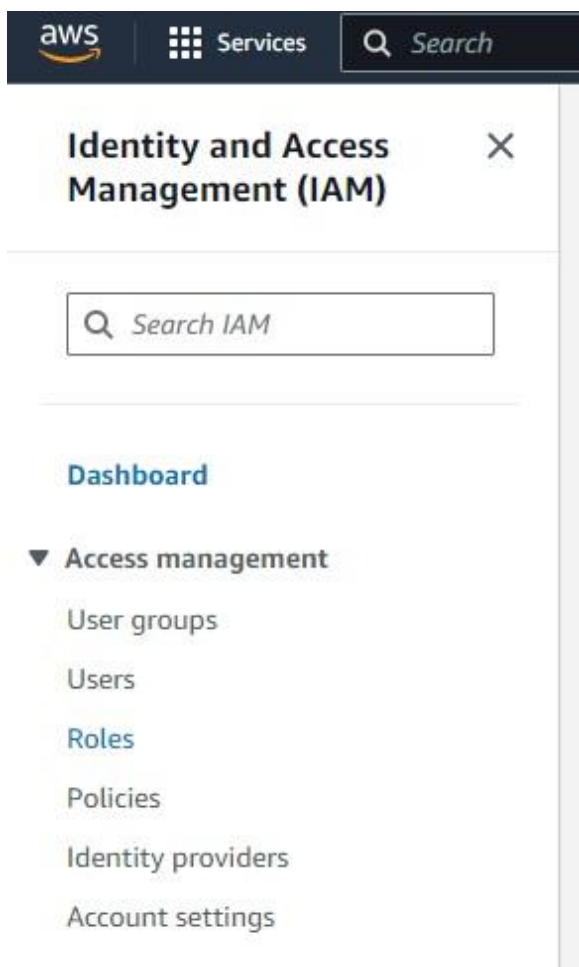 aws
Services
Search
Identity and Access
Management (IAM)
Search IAM
Dashboard
Access management
User groups
Users
Roles
Policies
Identity providers
Account settings